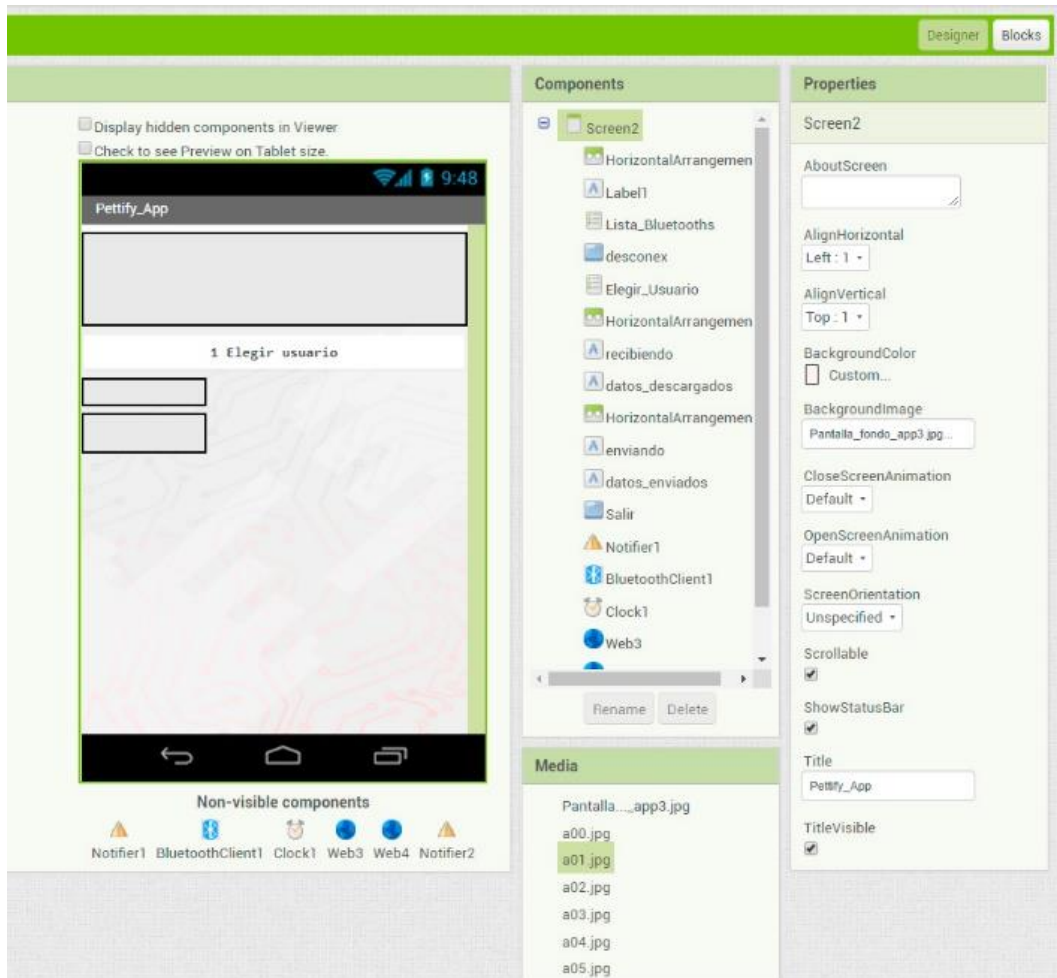 Designer Blocks
Display hidden components in Viewer
Check to see Preview on Tablet size.
9:48
Pettify_App
1 Elegir usuario
Non-visible components
Notifier1 BluetoothClient1 Clock1 Web3 Web4 Notifier2
Components
Screen2
HorizontalArrangemen
Label1
Lista_Bluetooths
desconex
Elegir_Usuario
HorizontalArrangemen
recibiendo
datos_descargados
HorizontalArrangemen
enviando
datos_enviados
Salir
Notifier1
BluetoothClient1
Clock1
Web3
Rename Delete
Media
Pantalla..._app3.jpg
a00.jpg
a01.jpg
a02.jpg
a03.jpg
a04.jpg
a05.jpg
Properties
Screen2
AboutScreen
AlignHorizontal
Left : 1
AlignVertical
Top : 1
BackgroundColor
Custom...
BackgroundImage
Pantalla_fondo_app3.jpg...
CloseScreenAnimation
Default
OpenScreenAnimation
Default
ScreenOrientation
Unspecified
Scrollable
ShowStatusBar
Title
Pettify_App
TitleVisible